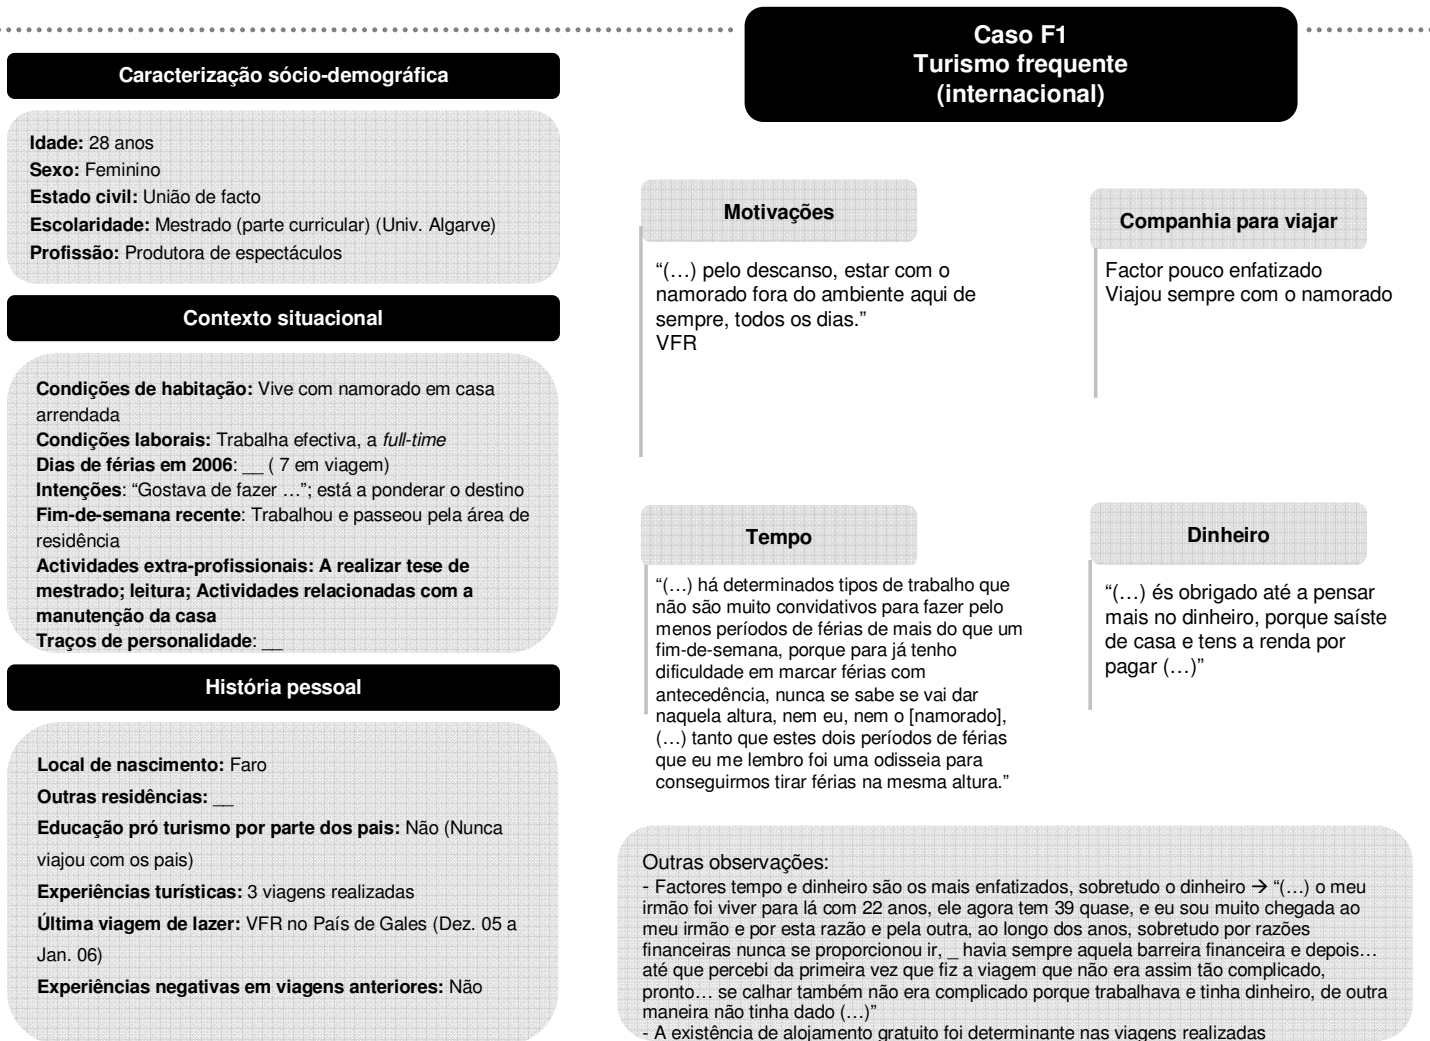 Caso F1
Turismo frequente
(internacional)
Caracterização sócio-demográfica
Idade: 28 anos
Sexo: Feminino
Estado civil: União de facto
Escolaridade: Mestrado (parte curricular) (Univ. Algarve)
Profissão: Produtora de espectáculos
Contexto situacional
Condições de habitação: Vive com namorado em casa
arrendada
Condições laborais: Trabalha efectiva, a full-time
Dias de férias em 2006: __ ( 7 em viagem)
Intenções: “Gostava de fazer …”; está a ponderar o destino
Fim-de-semana recente: Trabalhou e passeou pela área de
residência
Actividades extra-profissionais: A realizar tese de
mestrado; leitura; Actividades relacionadas com a
manutenção da casa
Traços de personalidade: __
História pessoal
Local de nascimento: Faro
Outras residências: __
Educação pró turismo por parte dos pais: Não (Nunca
viajou com os pais)
Experiências turísticas: 3 viagens realizadas
Última viagem de lazer: VFR no País de Gales (Dez. 05 a
Jan. 06)
Experiências negativas em viagens anteriores: Não
Motivações
“(…) pelo descanso, estar com o
namorado fora do ambiente aqui de
sempre, todos os dias.”
VFR
Companhia para viajar
Factor pouco enfatizado
Viajou sempre com o namorado
Tempo
“(…) há determinados tipos de trabalho que
não são muito convidativos para fazer pelo
menos períodos de férias de mais do que um
fim-de-semana, porque para já tenho
dificuldade em marcar férias com
antecedência, nunca se sabe se vai dar
naquela altura, nem eu, nem o [namorado],
(…) tanto que estes dois períodos de férias
que eu me lembro foi uma odisseia para
conseguirmos tirar férias na mesma altura.”
Dinheiro
“(…) és obrigado até a pensar
mais no dinheiro, porque saíste
de casa e tens a renda por
pagar (…)”
Outras observações:
- Factores tempo e dinheiro são os mais enfatizados, sobretudo o dinheiro → “(…) o meu
irmão foi viver para lá com 22 anos, ele agora tem 39 quase, e eu sou muito chegada ao
meu irmão e por esta razão e pela outra, ao longo dos anos, sobretudo por razões
financeiras nunca se proporcionou ir, _ havia sempre aquela barreira financeira e depois…
até que percebi da primeira vez que fiz a viagem que não era assim tão complicado,
pronto… se calhar também não era complicado porque trabalhava e tinha dinheiro, de outra
maneira não tinha dado (…)”
- A existência de alojamento gratuito foi determinante nas viagens realizadas